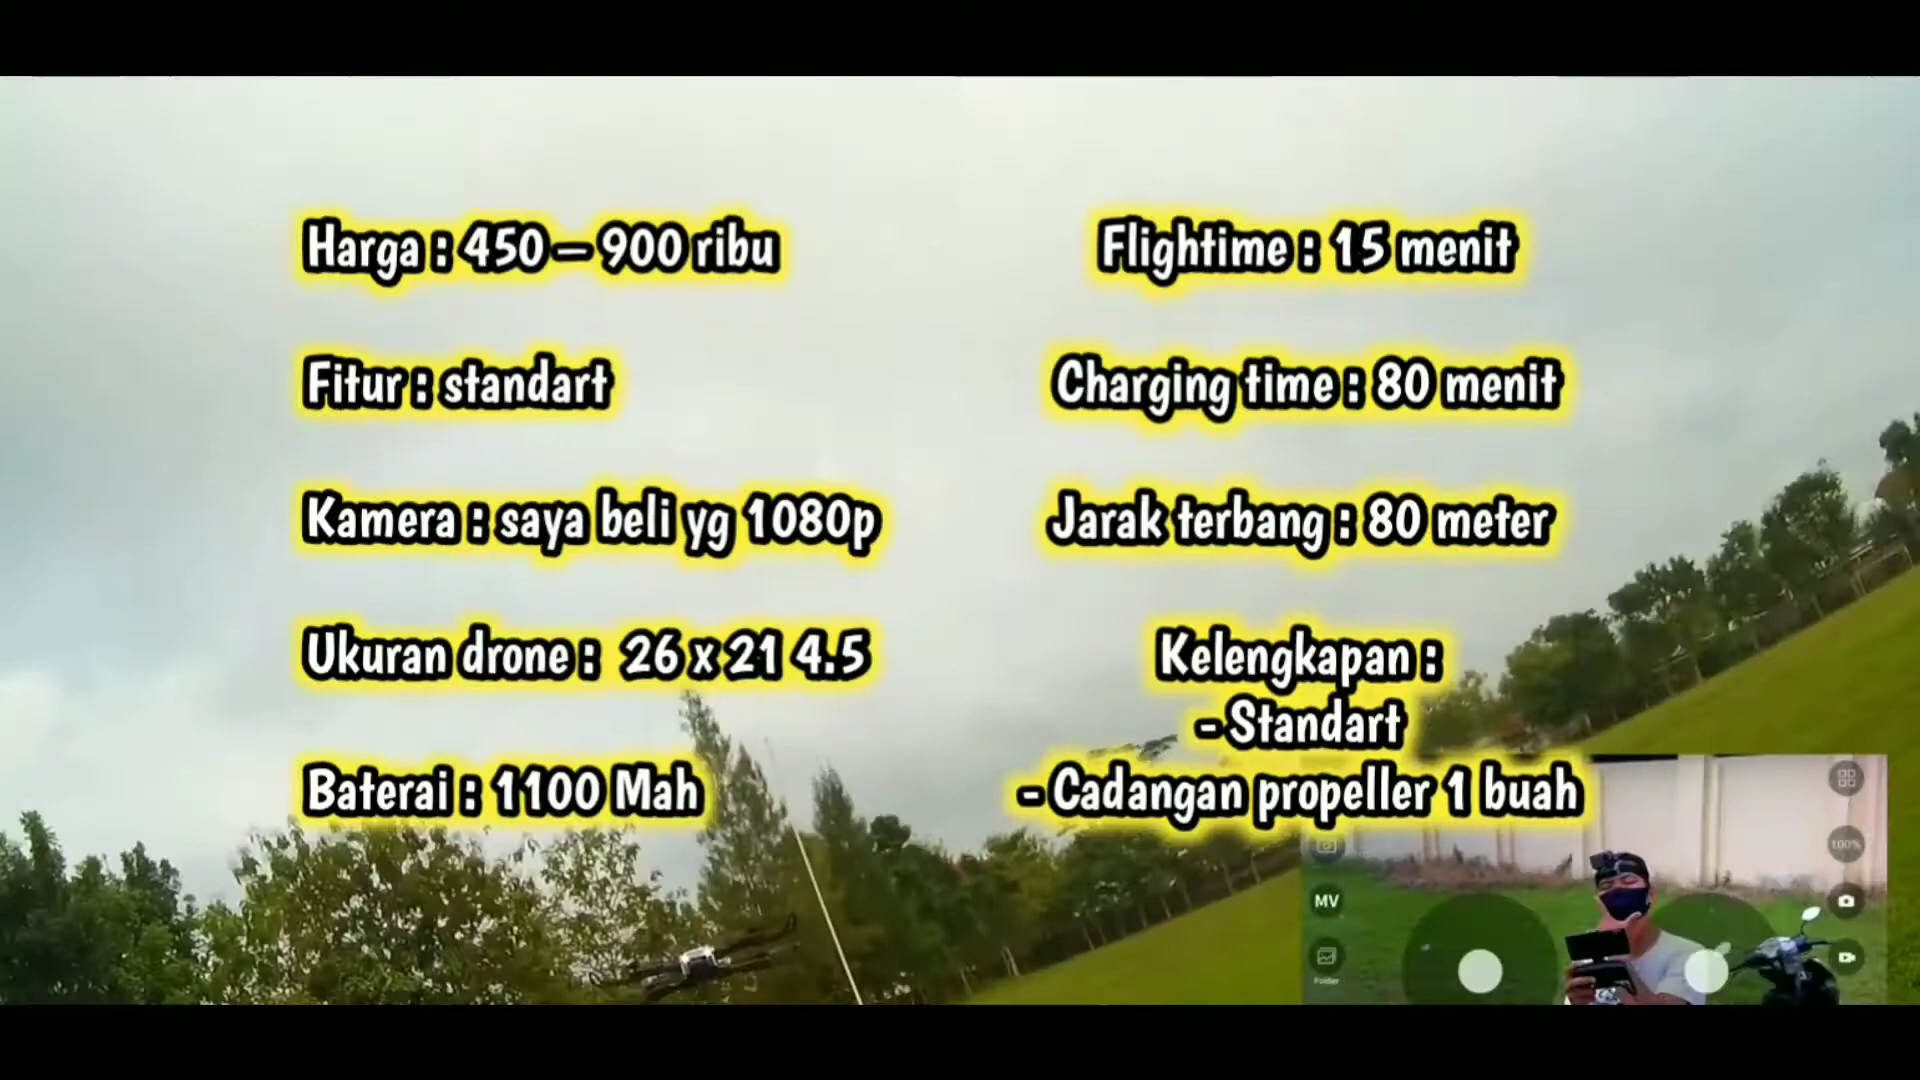 Harga : 450 – 900 ribu
Fitur : standart
Kamera : saya beli yg 1080p
Ukuran drone : 26 x 21 4.5
Baterai : 1100 Mah
Flightime : 15 menit
Charging time : 80 menit
Jarak terbang : 80 meter
Kelengkapan :
- Standart
- Cadangan propeller 1 buah
100%
MV
Folder